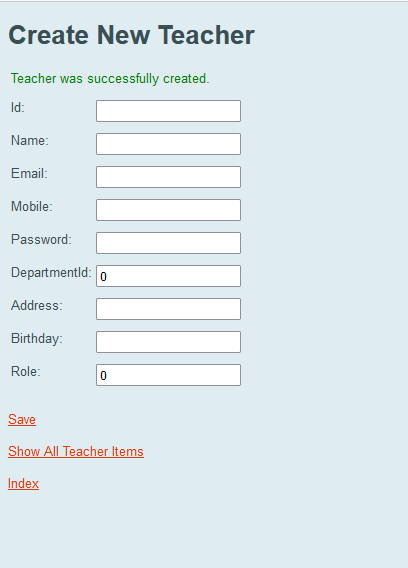 Create New Teacher
Teacher was successfully created.
Id:
Name:
Email:
Mobile:
Password:
DepartmentId: 0
Address:
Birthday:
Role: 0
Save
Show All Teacher Items
Index